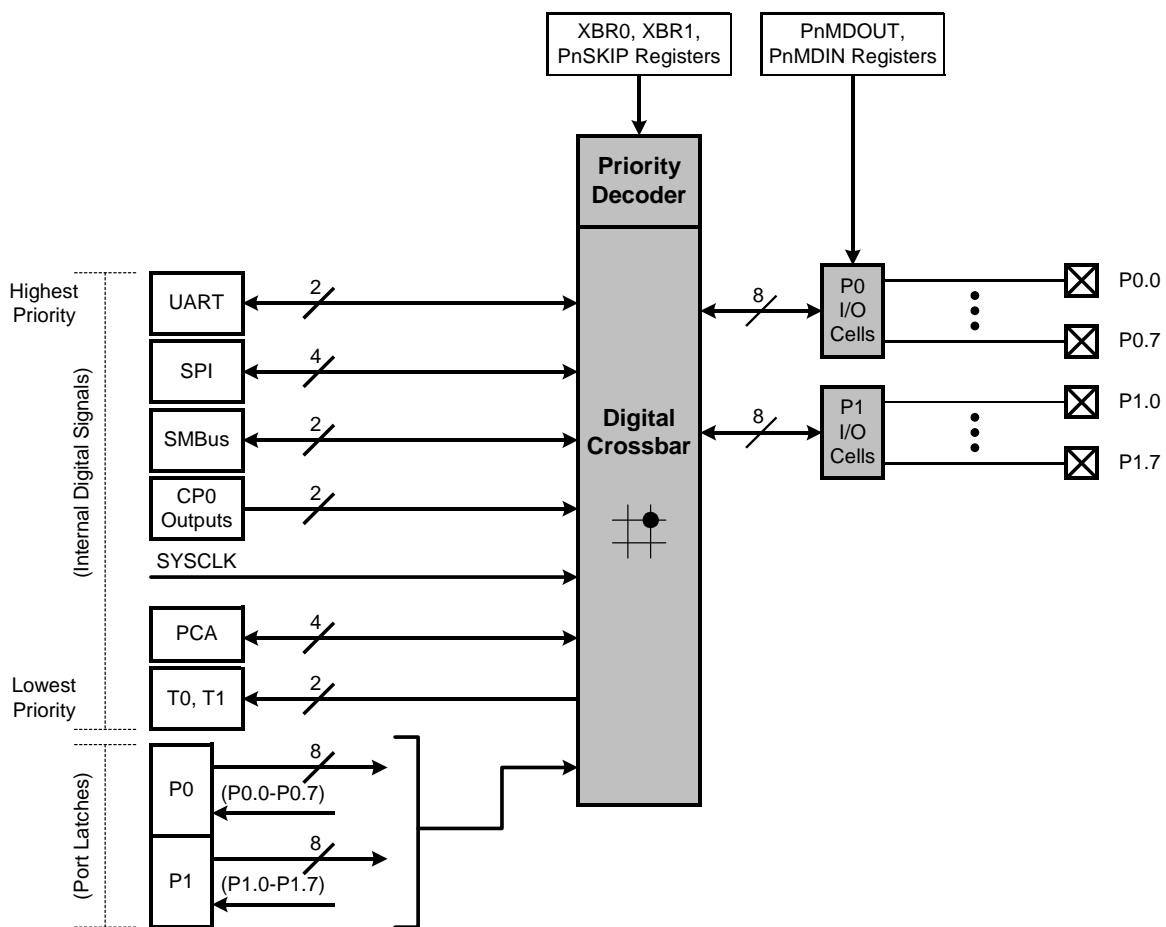 XBR0, XBR1,
PnSKIP Registers
PnMDOUT,
PnMDIN Registers
Priority
Decoder
Highest
Priority
(Internal Digital Signals)
UART
2
SPI
4
SMBus
2
CP0
Outputs
2
SYSCLK
PCA
4
Lowest
Priority
T0, T1
2
Digital
Crossbar
8
P0
I/O
Cells
P0.0
P0.7
8
P1
I/O
Cells
P1.0
P1.7
(Port Latches)
P0
8
(P0.0-P0.7)
P1
8
(P1.0-P1.7)